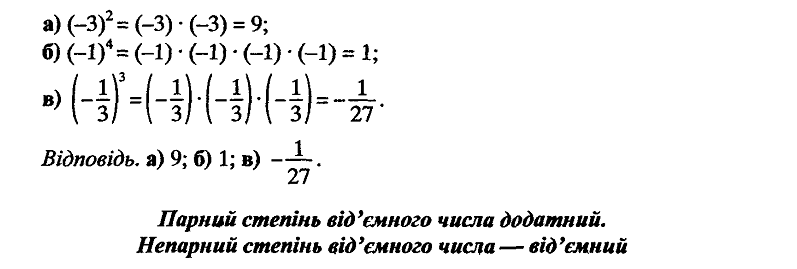 а) (–3)² = (–3) · (–3) = 9;
б) (–1)⁴ = (–1) · (–1) · (–1) · (–1) = 1;
в) (–1/3)³ = (–1/3) · (–1/3) · (–1/3) = –1/27.
Відповідь. а) 9; б) 1; в) –1/27.
Парний степінь від’ємного числа додатний.
Непарний степінь від’ємного числа — від’ємний